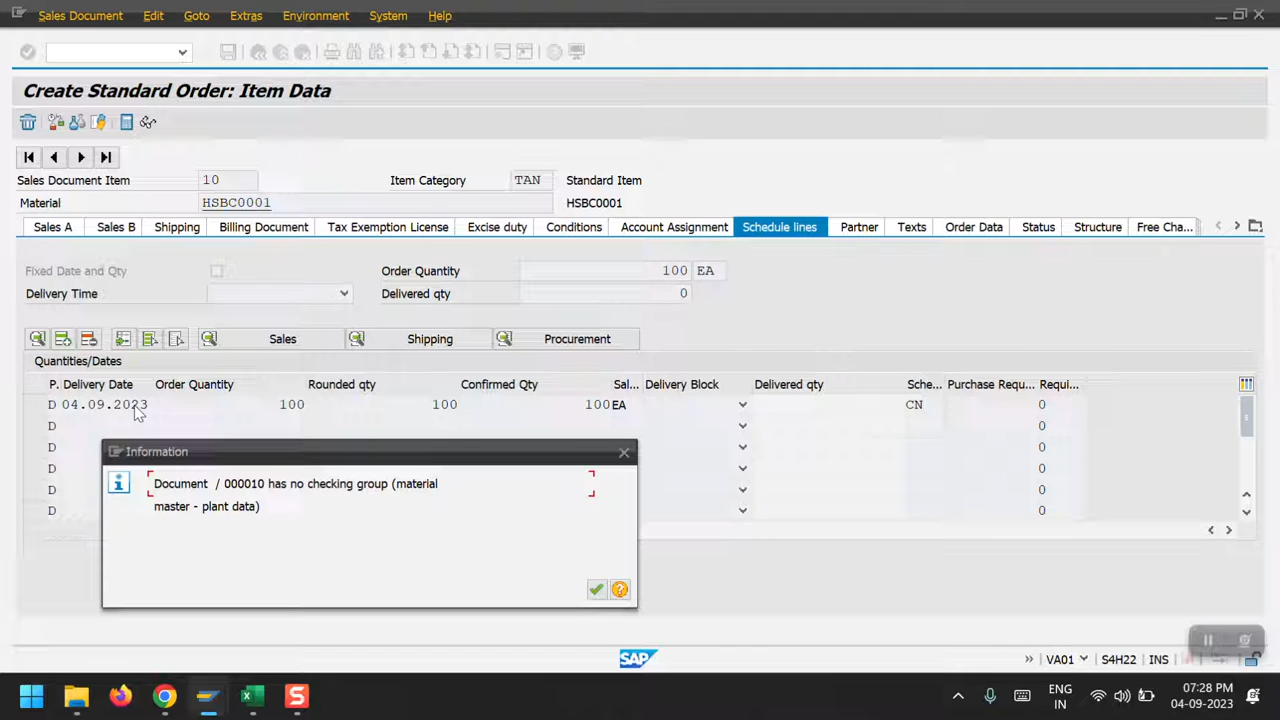 Sales Document Edit Goto Extras Environment System Help
Create Standard Order: Item Data
Sales Document Item 10 Item Category TAN Standard Item
Material HSBC0001 HSBC0001
Sales A Sales B Shipping Billing Document Tax Exemption License Excise duty Conditions Account Assignment Schedule lines Partner Texts Order Data Status Structure Free Cha...
Fixed Date and Qty Order Quantity 100 EA
Delivery Time Delivered qty 0
Sales Shipping Procurement
Quantities/Dates
P. Delivery Date Order Quantity Rounded qty Confirmed Qty Sal... Delivery Block Delivered qty Sche... Purchase Requ... Requi...
D 04.09.2023 100 100 100 EA CN 0
D 0
D 0
D 0
D 0
D 0
Information
Document / 000010 has no checking group (material
master - plant data)
SAP VA01 S4H22 INS
ENG
IN
07:28 PM
04-09-2023